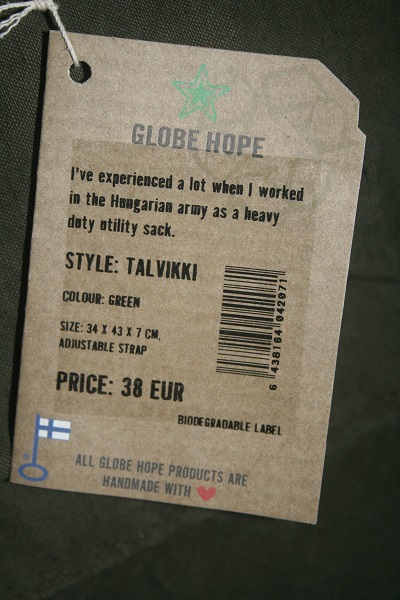 GLOBE HOPE
I've experienced a lot when I worked
in the Hungarian army as a heavy
duty utility sack.
STYLE: TALVIKKI
COLOUR: GREEN
SIZE: 34 X 43 X 7 CM,
ADJUSTABLE STRAP
PRICE: 38 EUR
6 438164 042071
BIODEGRADABLE LABEL
ALL GLOBE HOPE PRODUCTS ARE
HANDMADE WITH